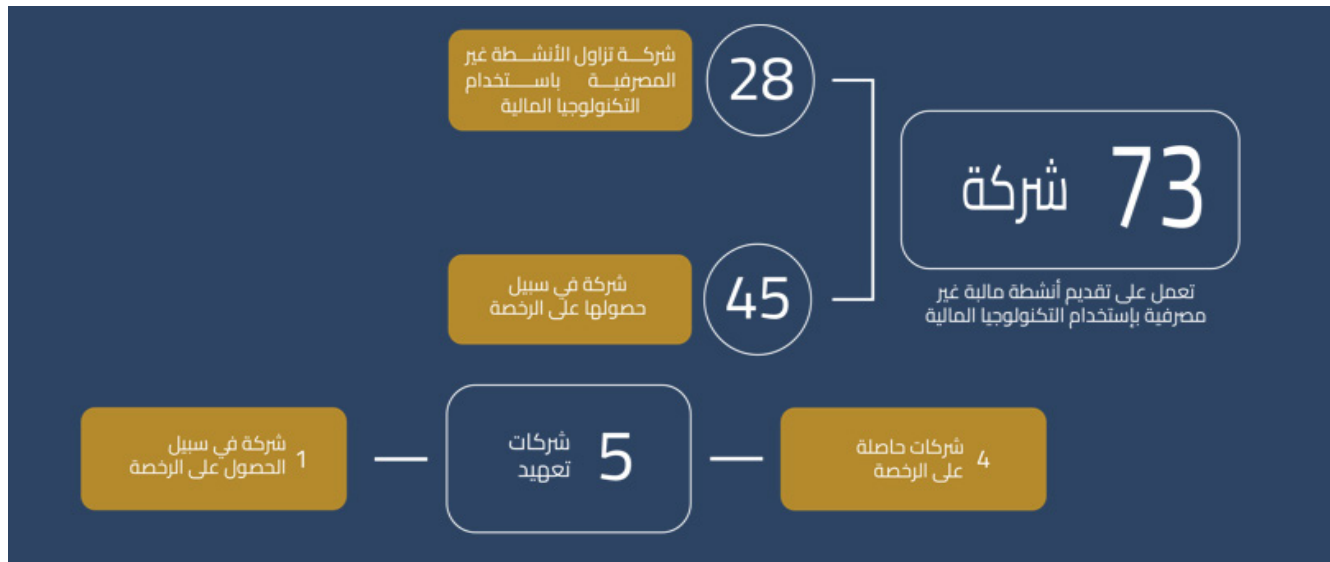 73 شركة
تعمل على تقديم أنشطة مالبة غير
مصرفية بإستخدام التكنولوجيا المالية
28
شركة تزاول الأنشطة غير
المصرفية باستخدام
التكنولوجيا المالية
45
شركة في سبيل
حصولها على الرخصة
4 شركات حاصلة
على الرخصة
5 شركات
تعهيد
1 شركة في سبيل
الحصول على الرخصة